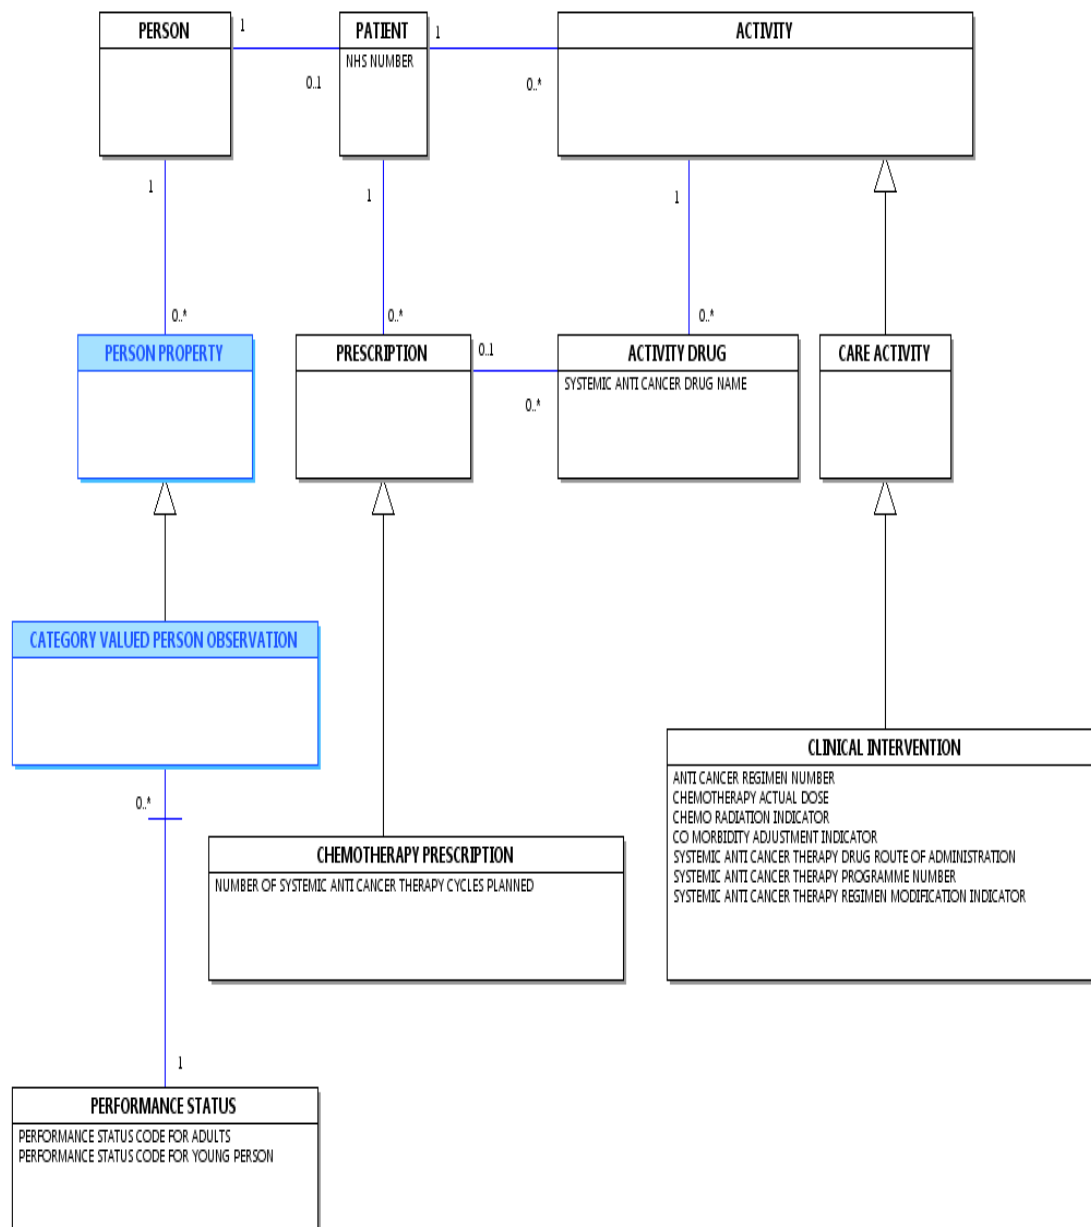 PERSON
1
PATIENT
1
ACTIVITY
NHS NUMBER
0..1
0..*
1
1
1
0..*
0..*
0..*
PERSON PROPERTY
PRESCRIPTION
0..1
ACTIVITY DRUG
CARE ACTIVITY
SYSTEMIC ANTI CANCER DRUG NAME
0..*
CATEGORY VALUED PERSON OBSERVATION
CLINICAL INTERVENTION
ANTI CANCER REGIMEN NUMBER
CHEMOTHERAPY ACTUAL DOSE
CHEMO RADIATION INDICATOR
CO MORBIDITY ADJUSTMENT INDICATOR
SYSTEMIC ANTI CANCER THERAPY DRUG ROUTE OF ADMINISTRATION
SYSTEMIC ANTI CANCER THERAPY PROGRAMME NUMBER
SYSTEMIC ANTI CANCER THERAPY REGIMEN MODIFICATION INDICATOR
0..*
CHEMOTHERAPY PRESCRIPTION
NUMBER OF SYSTEMIC ANTI CANCER THERAPY CYCLES PLANNED
1
PERFORMANCE STATUS
PERFORMANCE STATUS CODE FOR ADULTS
PERFORMANCE STATUS CODE FOR YOUNG PERSON